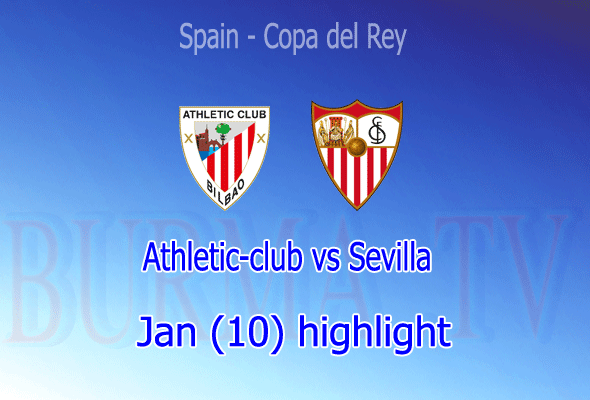 Spain - Copa del Rey
ATHLETIC CLUB
BILBAO
BURMA TV
Athletic-club vs Sevilla
Jan (10) highlight